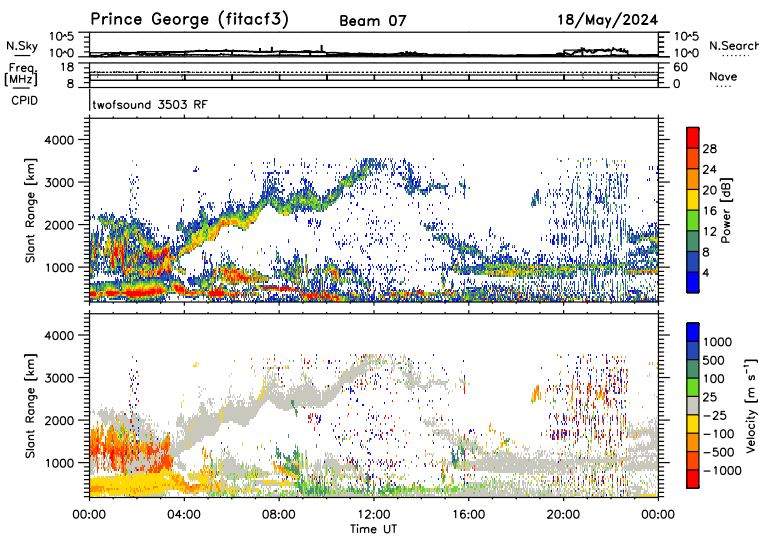 Prince George (fitacf3) Beam 07 18/May/2024
N.Sky 10^5 10^0 10^5 10^0 N.Search
Freq [MHz] 18 8 60 0 Nave
CPID twofsound 3503 RF
Slant Range [km] 4000 3000 2000 1000
Power [dB] 28 24 20 16 12 8 4
Slant Range [km] 4000 3000 2000 1000
Velocity [m s⁻¹] 1000 500 100 25 −25 −100 −500 −1000
00:00 04:00 08:00 12:00 16:00 20:00 00:00
Time UT